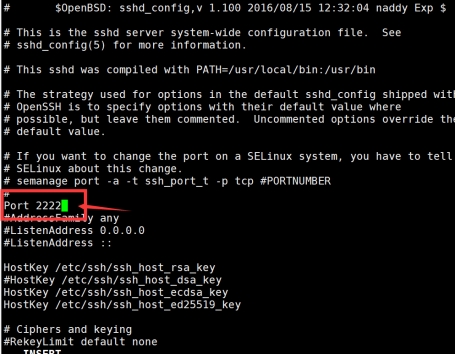 # $OpenBSD: sshd_config,v 1.100 2016/08/15 12:32:04 naddy Exp $
# This is the sshd server system-wide configuration file. See
# sshd_config(5) for more information.
# This sshd was compiled with PATH=/usr/local/bin:/usr/bin
# The strategy used for options in the default sshd_config shipped with
# OpenSSH is to specify options with their default value where
# possible, but leave them commented. Uncommented options override the
# default value.
# If you want to change the port on a SELinux system, you have to tell
# SELinux about this change.
# semanage port -a -t ssh_port_t -p tcp #PORTNUMBER
#
Port 2222
#AddressFamily any
#ListenAddress 0.0.0.0
#ListenAddress ::
HostKey /etc/ssh/ssh_host_rsa_key
#HostKey /etc/ssh/ssh_host_dsa_key
HostKey /etc/ssh/ssh_host_ecdsa_key
HostKey /etc/ssh/ssh_host_ed25519_key
# Ciphers and keying
#RekeyLimit default none
-- INSERT --